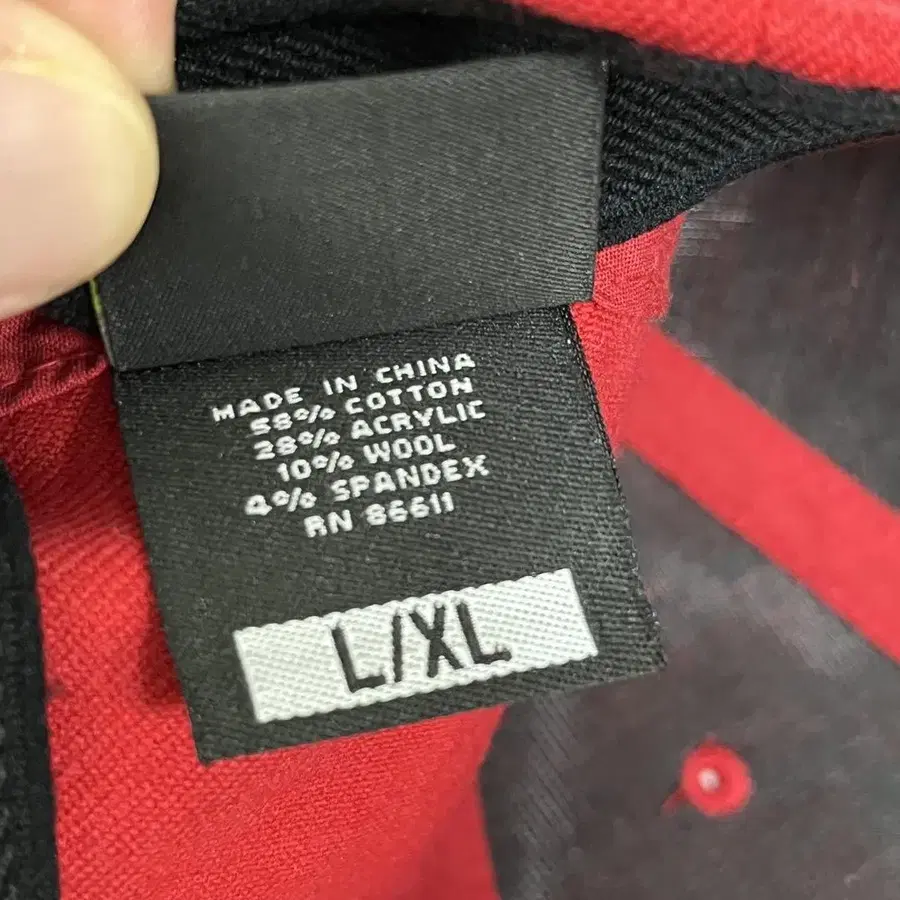 MADE IN CHINA
58% COTTON
28% ACRYLIC
10% WOOL
4% SPANDEX
RN 86611
L/XL